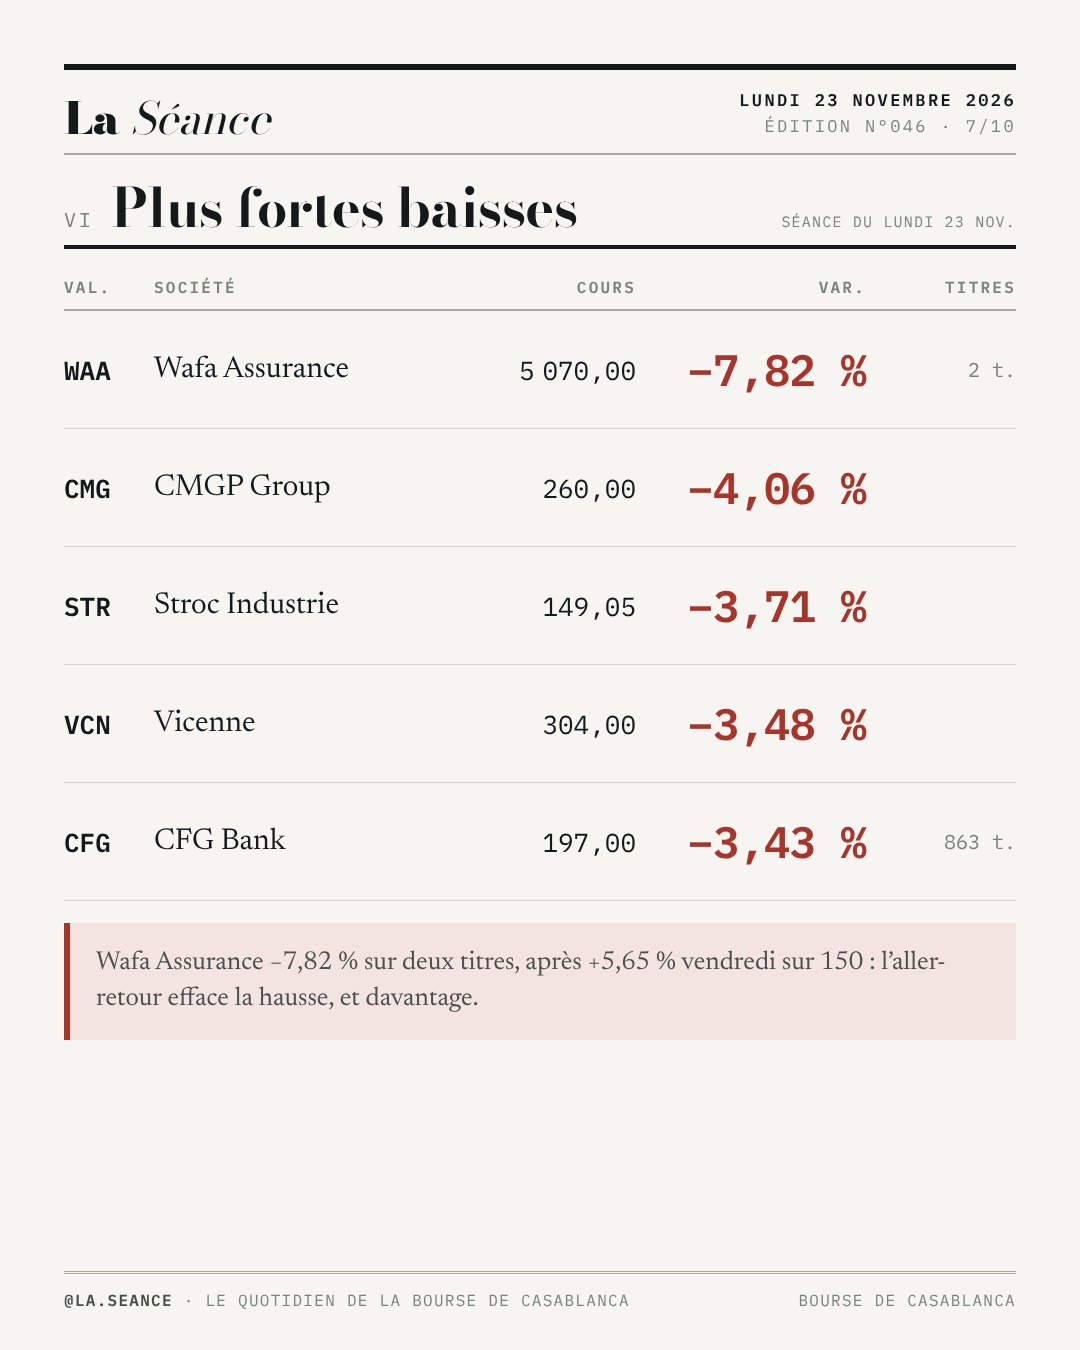 La Séance
LUNDI 23 NOVEMBRE 2026
ÉDITION N°046 · 7/10
VI Plus fortes baisses
SÉANCE DU LUNDI 23 NOV.
VAL. SOCIÉTÉ COURS VAR. TITRES
WAA Wafa Assurance 5 070,00 −7,82 % 2 t.
CMG CMGP Group 260,00 −4,06 %
STR Stroc Industrie 149,05 −3,71 %
VCN Vicenne 304,00 −3,48 %
CFG CFG Bank 197,00 −3,43 % 863 t.
Wafa Assurance −7,82 % sur deux titres, après +5,65 % vendredi sur 150 : l’aller-
retour efface la hausse, et davantage.
@LA.SEANCE · LE QUOTIDIEN DE LA BOURSE DE CASABLANCA
BOURSE DE CASABLANCA